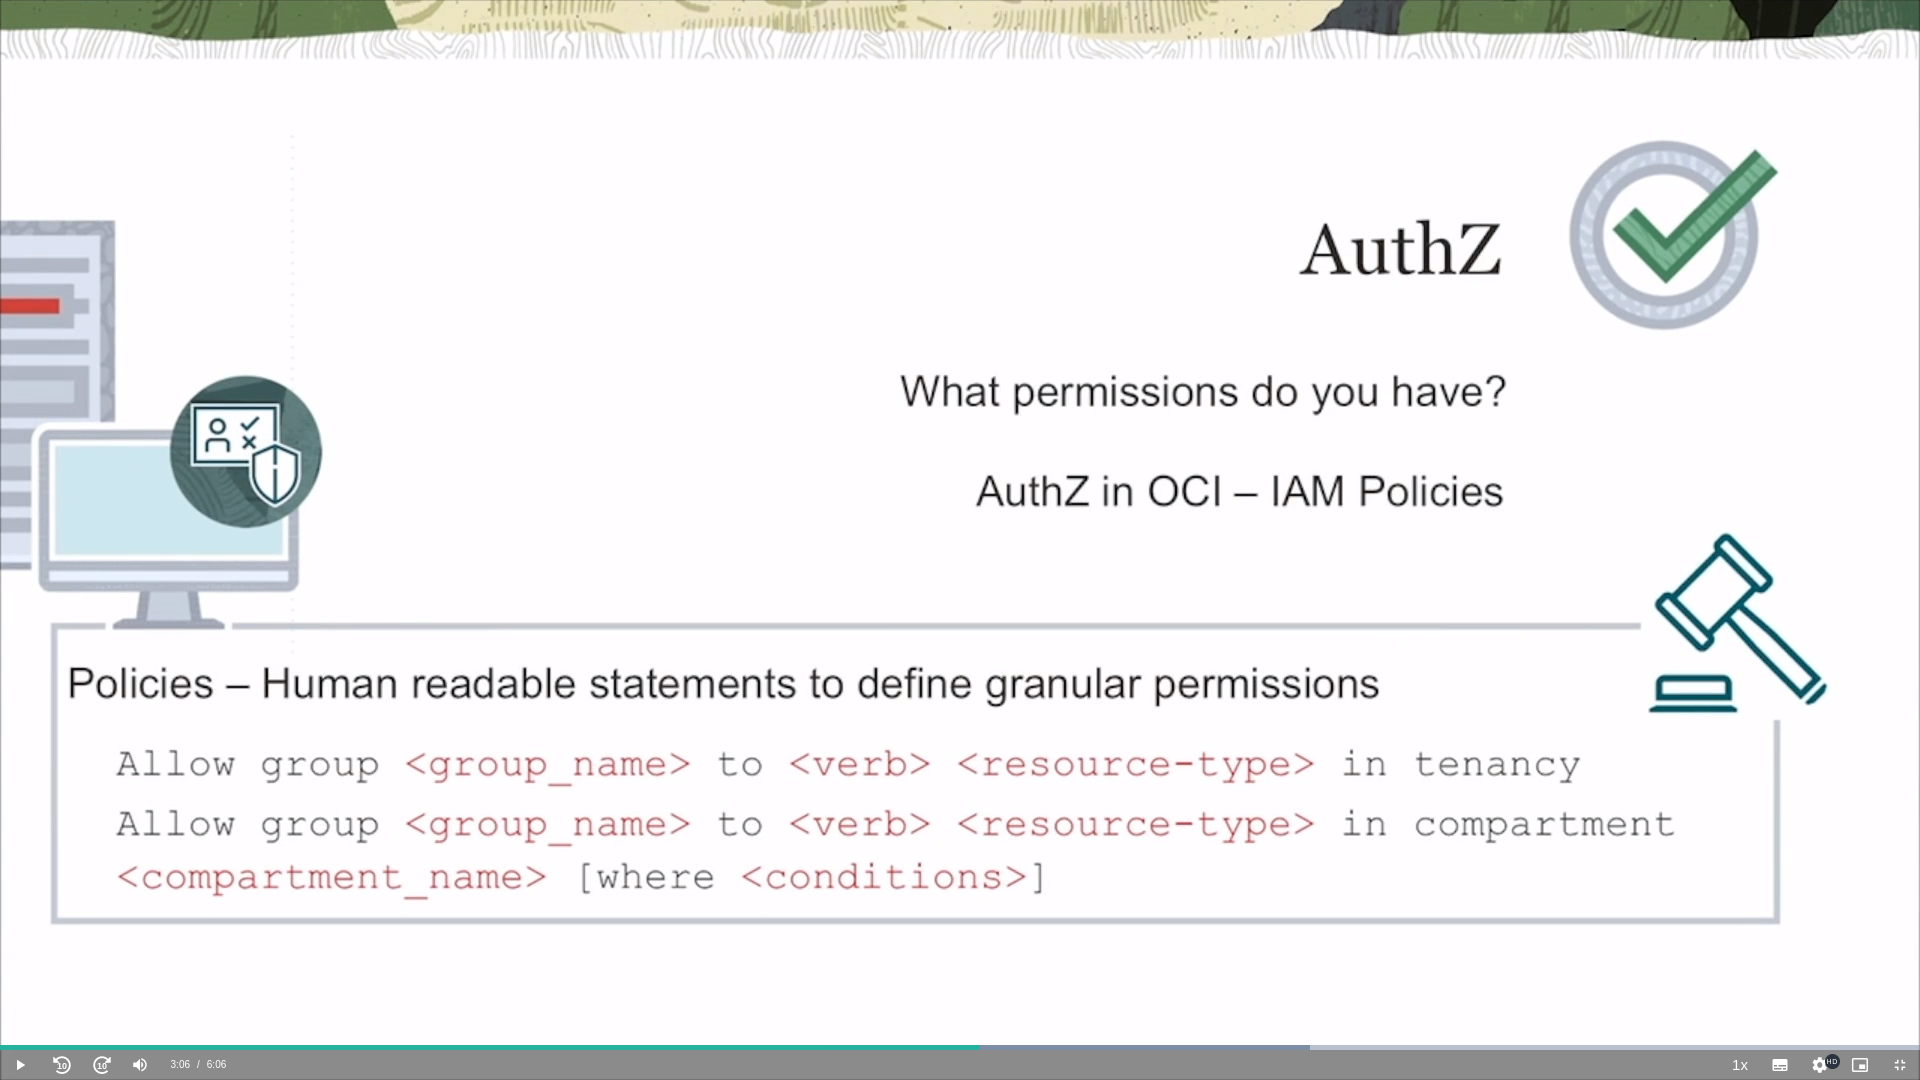 AuthZ
What permissions do you have?
AuthZ in OCI – IAM Policies
Policies – Human readable statements to define granular permissions
Allow group <group_name> to <verb> <resource-type> in tenancy
Allow group <group_name> to <verb> <resource-type> in compartment
<compartment_name> [where <conditions>]
10 10 3:06 / 6:06 1x HD